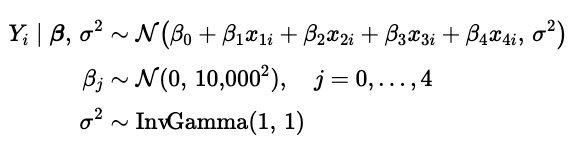 Yᵢ | 𝜷, σ² ∼ 𝒩(β₀ + β₁x₁ᵢ + β₂x₂ᵢ + β₃x₃ᵢ + β₄x₄ᵢ, σ²)
βⱼ ∼ 𝒩(0, 10,000²), j = 0, . . . , 4
σ² ∼ InvGamma(1, 1)